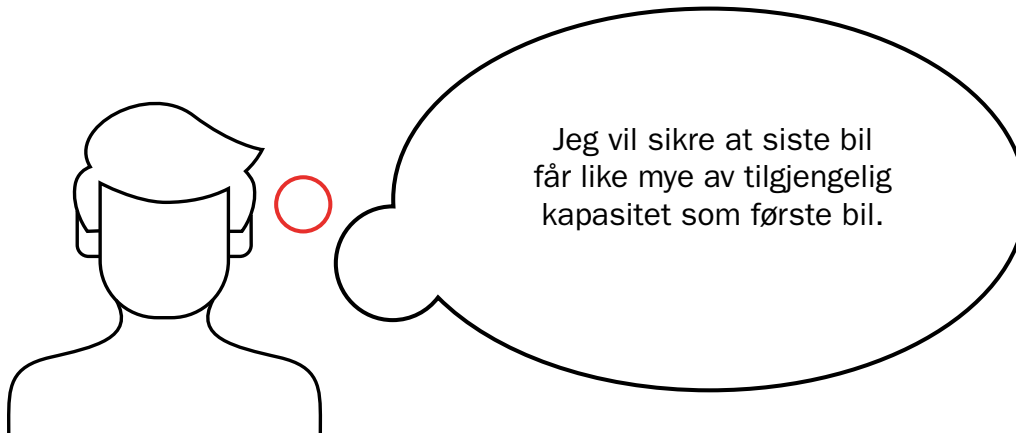 Jeg vil sikre at siste bil
får like mye av tilgjengelig
kapasitet som første bil.